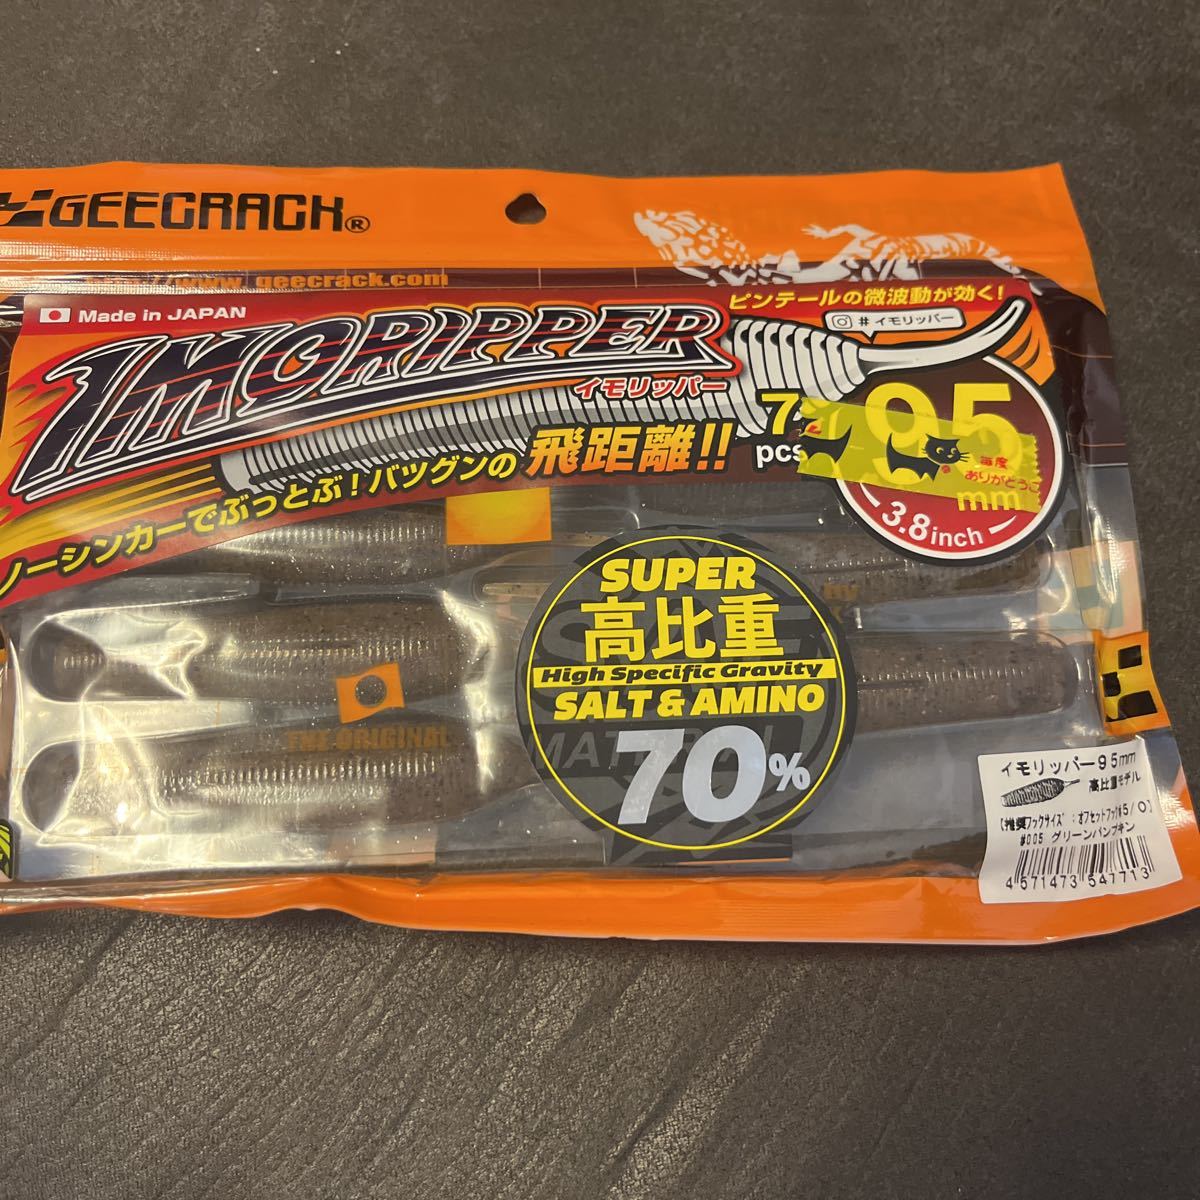 GEECRACK®
http://www.geecrack.com
Made in JAPAN
IMORIPPER
イモリッパー
ピンテールの微波動が効く!
#イモリッパー
7
pcs
95
mm
毎度
ありがとうご
3.8inch
ノーシンカーでぶっとぶ!バツグンの飛距離!!
SUPER
高比重
High Specific Gravity
SALT & AMINO
70%
THE ORIGINAL
イモリッパー95mm
高比重モデル
【推奨フックサイズ:オフセットフック#5/0】
#005 グリーンパンプキン
4 571473 547713